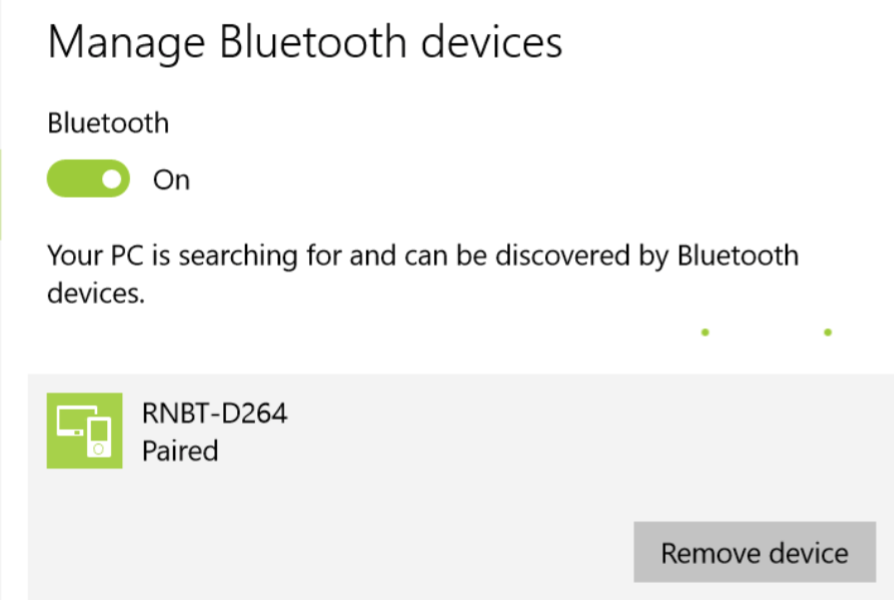 Manage Bluetooth devices
Bluetooth
On
Your PC is searching for and can be discovered by Bluetooth
devices.
RNBT-D264
Paired
Remove device